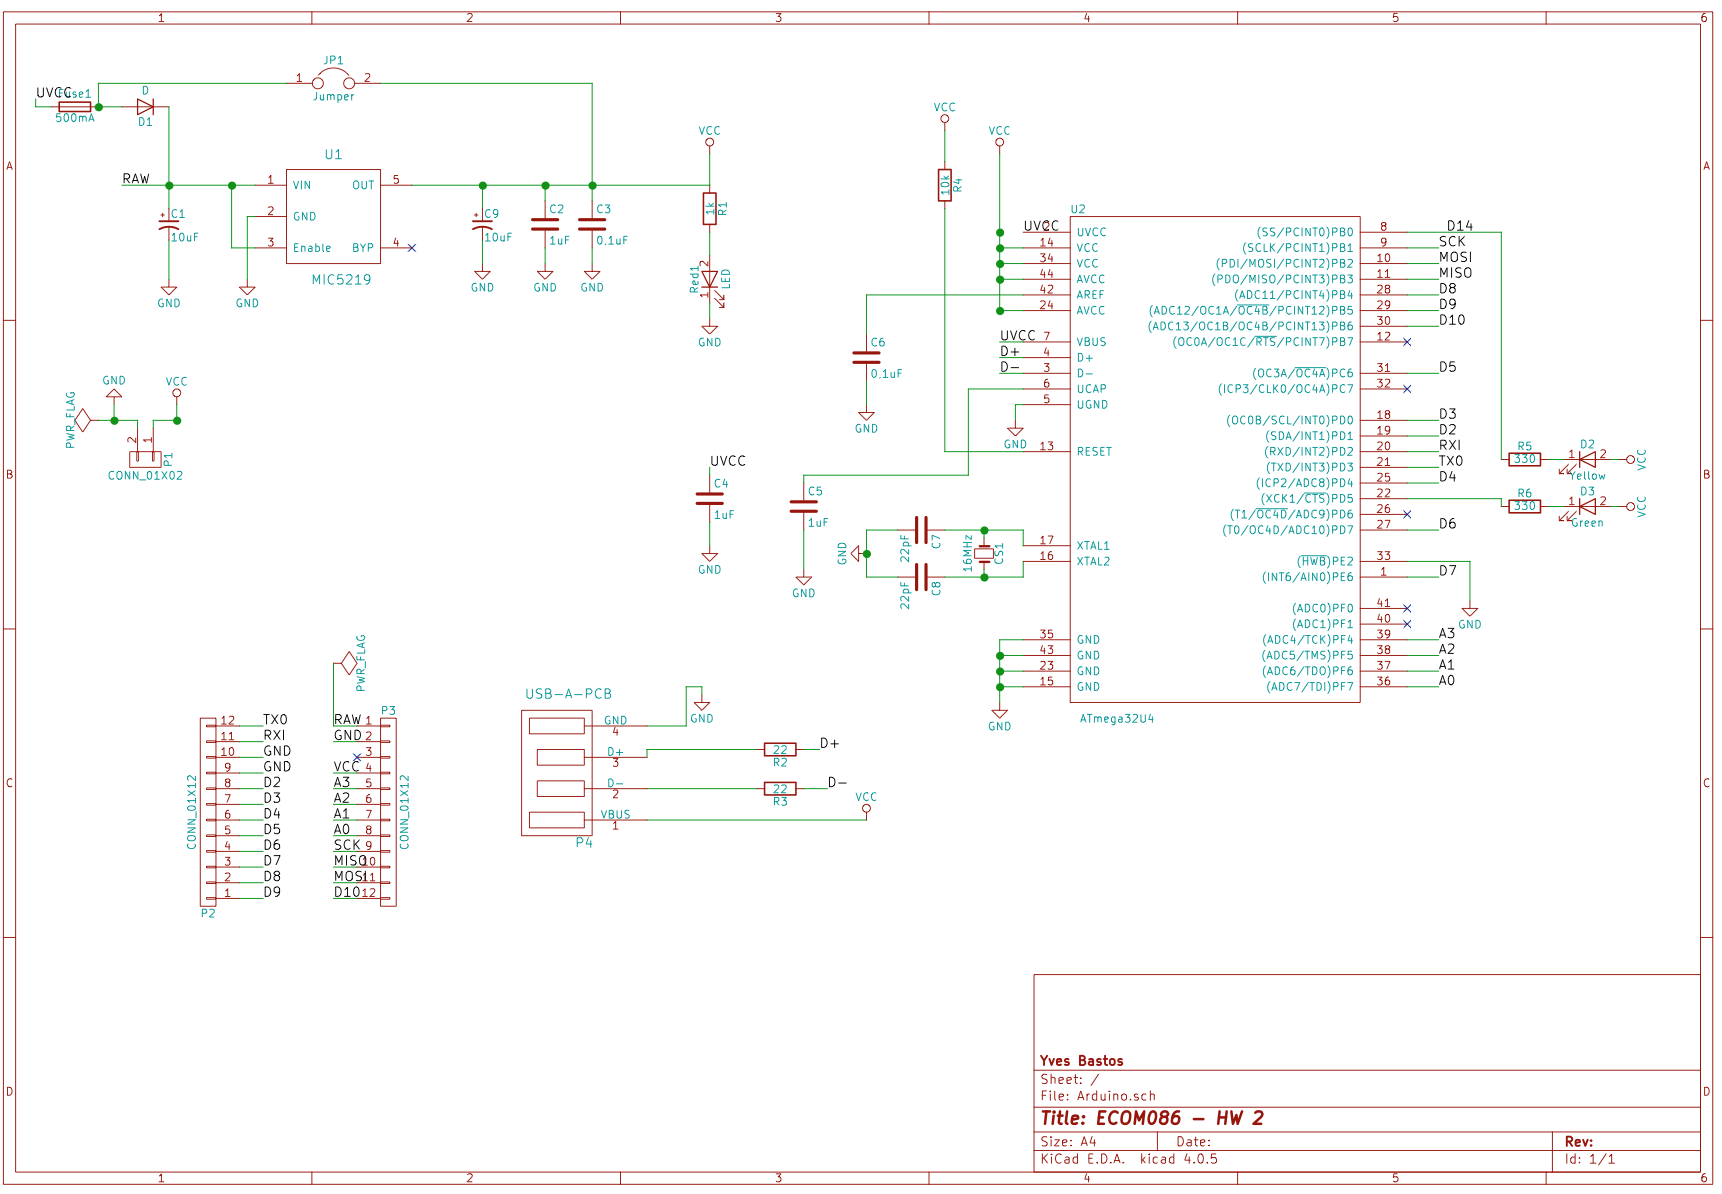 1 2 3 4 5 6
A
B
C
D
A
B
C
D
1 2 3 4 5 6
UVCC
Fuse1
500mA
D
D1
JP1
1 2
Jumper
RAW
C1
10uF
GND
U1
1 VIN OUT 5
2 GND
3 Enable BYP 4
MIC5219
GND
C9
10uF
GND
C2
1uF
GND
C3
0.1uF
GND
VCC
1k
R1
2
Red1
LED
1
GND
VCC
10k
R4
VCC
PWR_FLAG
GND
VCC
2 1
P1
CONN_01X02
UVCC
C4
1uF
GND
C5
1uF
GND
C6
0.1uF
GND
GND
22pF
C7
22pF
C8
16MHz
CS1
U2
UVCC 2 UVCC
14 VCC
34 VCC
44 AVCC
42 AREF
24 AVCC
UVCC 7 VBUS
D+ 4 D+
D- 3 D-
6 UCAP
5 UGND
GND
13 RESET
17 XTAL1
16 XTAL2
35 GND
43 GND
23 GND
15 GND
GND
ATmega32U4
(SS/PCINT0)PB0 8 D14
(SCLK/PCINT1)PB1 9 SCK
(PDI/MOSI/PCINT2)PB2 10 MOSI
(PDO/MISO/PCINT3)PB3 11 MISO
(ADC11/PCINT4)PB4 28 D8
(ADC12/OC1A/OC4B/PCINT12)PB5 29 D9
(ADC13/OC1B/OC4B/PCINT13)PB6 30 D10
(OC0A/OC1C/RTS/PCINT7)PB7 12
(OC3A/OC4A)PC6 31 D5
(ICP3/CLK0/OC4A)PC7 32
(OC0B/SCL/INT0)PD0 18 D3
(SDA/INT1)PD1 19 D2
(RXD/INT2)PD2 20 RXI
(TXD/INT3)PD3 21 TX0
(ICP2/ADC8)PD4 25 D4
(XCK1/CTS)PD5 22
(T1/OC4D/ADC9)PD6 26
(T0/OC4D/ADC10)PD7 27 D6
(HWB)PE2 33
(INT6/AIN0)PE6 1 D7
(ADC0)PF0 41
(ADC1)PF1 40
(ADC4/TCK)PF4 39 A3
(ADC5/TMS)PF5 38 A2
(ADC6/TDO)PF6 37 A1
(ADC7/TDI)PF7 36 A0
GND
R5
330
D2
1 2
Yellow
VCC
R6
330
D3
1 2
Green
VCC
12 TX0
11 RXI
10 GND
9 GND
8 D2
7 D3
6 D4
5 D5
4 D6
3 D7
2 D8
1 D9
CONN_01X12
P2
PWR_FLAG
P3
RAW 1
GND 2
3
VCC 4
A3 5
A2 6
A1 7
A0 8
SCK 9
MISO 10
MOSI 11
D10 12
CONN_01X12
USB-A-PCB
GND
4
D+
3
D-
2
VBUS
1
P4
GND
22
R2
D+
22
R3
D-
VCC
Yves Bastos
Sheet: /
File: Arduino.sch
Title: ECOM086 - HW 2
Size: A4 Date: Rev:
KiCad E.D.A. kicad 4.0.5 Id: 1/1